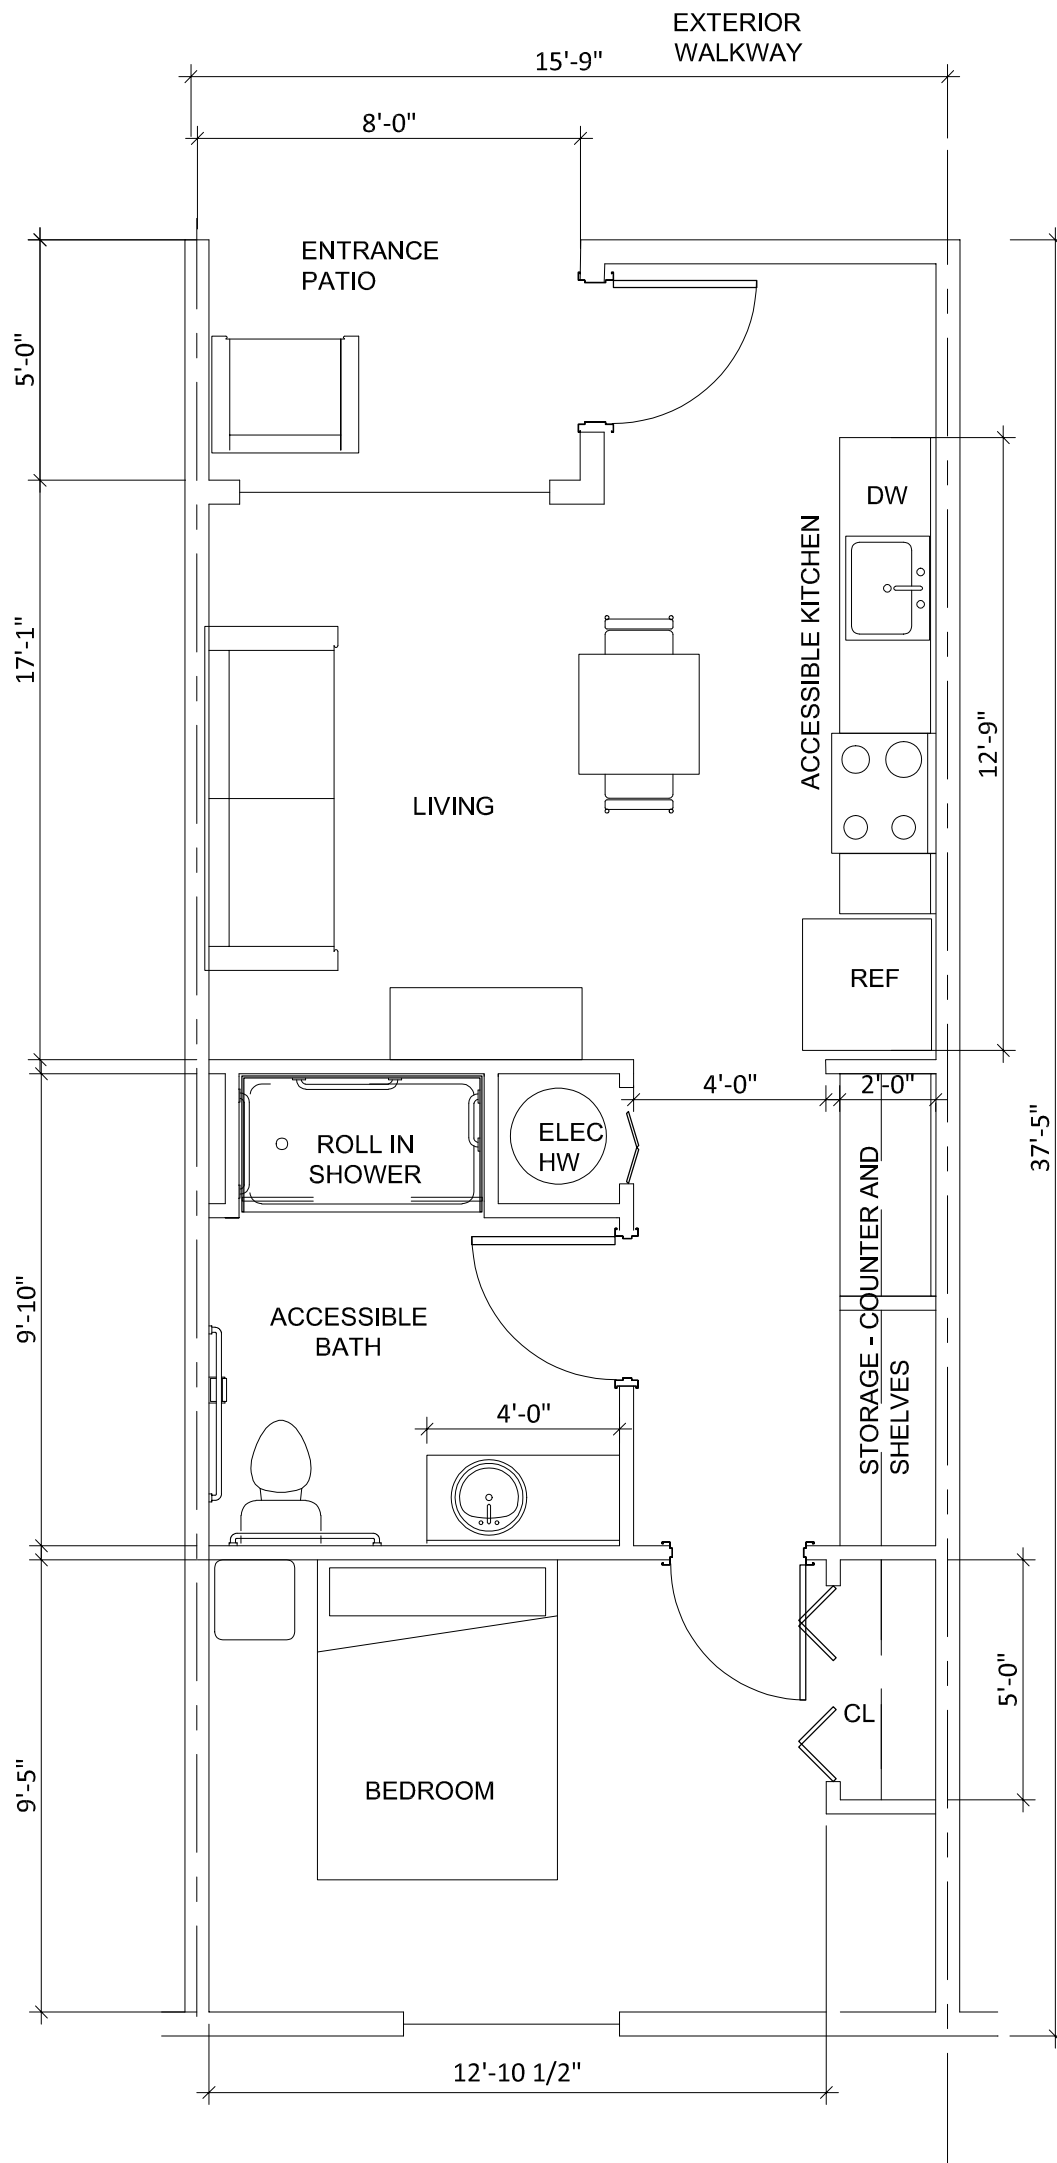 EXTERIOR
WALKWAY
15'-9"
8'-0"
ENTRANCE
PATIO
5'-0"
DW
ACCESSIBLE KITCHEN
17'-1"
12'-9"
LIVING
REF
4'-0"
2'-0"
ROLL IN
SHOWER
ELEC
HW
37'-5"
STORAGE - COUNTER AND
SHELVES
9'-10"
ACCESSIBLE
BATH
4'-0"
5'-0"
CL
9'-5"
BEDROOM
12'-10 1/2"